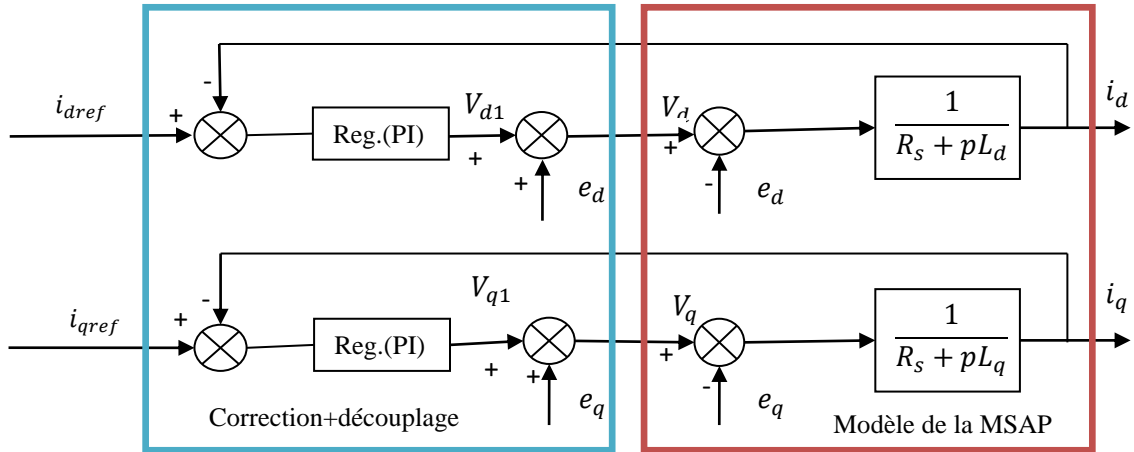 i_dref
+
-
Reg.(PI)
V_d1
+
+
e_d
V_d
+
-
e_d
1
R_s + pL_d
i_d
i_qref
+
-
Reg.(PI)
V_q1
+
+
e_q
V_q
+
-
e_q
1
R_s + pL_q
i_q
Correction+découplage
Modèle de la MSAP